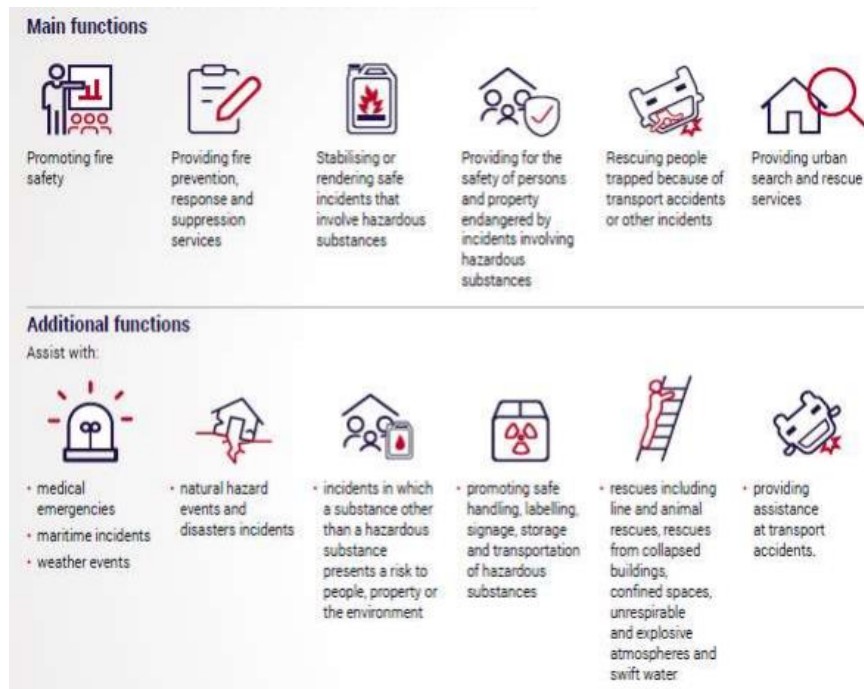 Main functions
Promoting fire
safety
Providing fire
prevention,
response and
suppression
services
Stabilising or
rendering safe
incidents that
involve hazardous
substances
Providing for the
safety of persons
and property
endangered by
incidents involving
hazardous
substances
Rescuing people
trapped because of
transport accidents
or other incidents
Providing urban
search and rescue
services
Additional functions
Assist with:
• medical
emergencies
• maritime incidents
• weather events
• natural hazard
events and
disasters incidents
• incidents in which
a substance other
than a hazardous
substance
presents a risk to
people, property or
the environment
• promoting safe
handling, labelling,
signage, storage
and transportation
of hazardous
substances
• rescues including
line and animal
rescues, rescues
from collapsed
buildings,
confined spaces,
unrespirable
and explosive
atmospheres and
swift water
• providing
assistance
at transport
accidents.